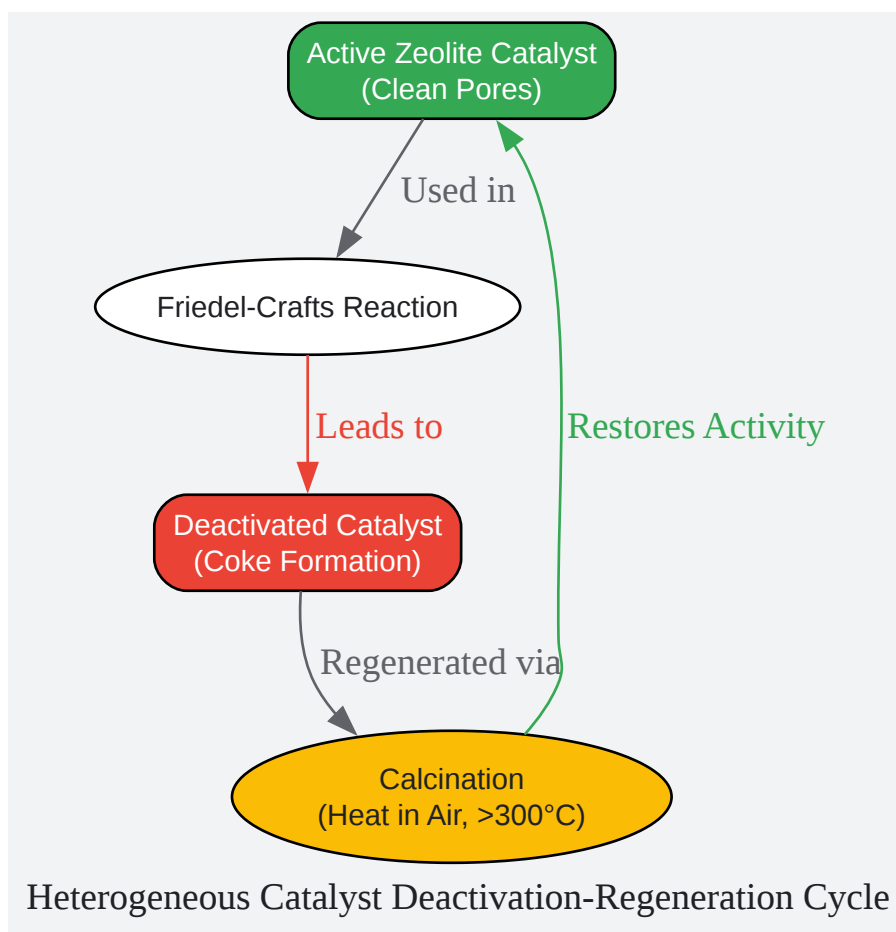 Active Zeolite Catalyst
(Clean Pores)
Used in
Friedel-Crafts Reaction
Leads to
Restores Activity
Deactivated Catalyst
(Coke Formation)
Regenerated via
Calcination
(Heat in Air, >300°C)
Heterogeneous Catalyst Deactivation-Regeneration Cycle